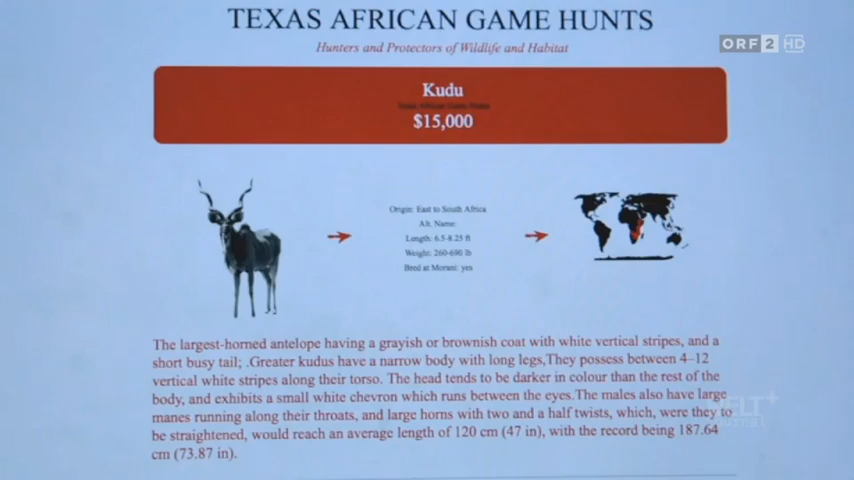 TEXAS AFRICAN GAME HUNTS
Hunters and Protectors of Wildlife and Habitat
ORF 2 HD
Kudu
Texas African Game Hunts
$15,000
Origin: East to South Africa
Alt. Name:
Length: 6.5-8.25 ft
Weight: 260-690 lb
Bred at Morani: yes
The largest-horned antelope having a grayish or brownish coat with white vertical stripes, and a
short busy tail; .Greater kudus have a narrow body with long legs,They possess between 4–12
vertical white stripes along their torso. The head tends to be darker in colour than the rest of the
body, and exhibits a small white chevron which runs between the eyes.The males also have large
manes running along their throats, and large horns with two and a half twists, which, were they to
be straightened, would reach an average length of 120 cm (47 in), with the record being 187.64
cm (73.87 in).